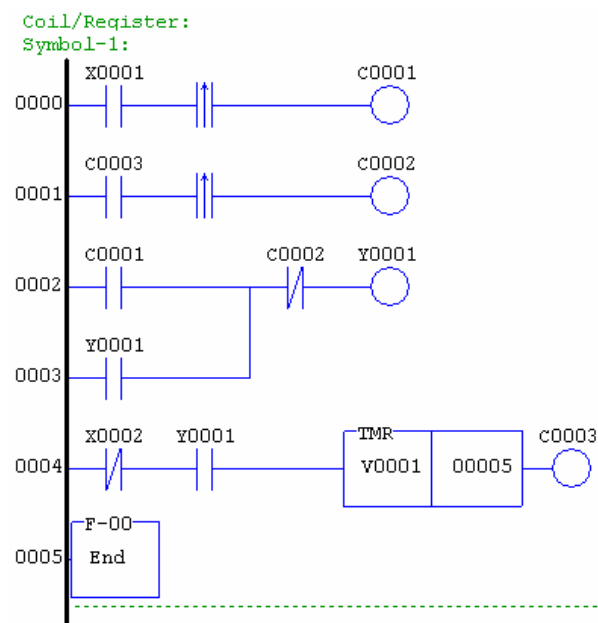 Coil/Register:
Symbol-1:
X0001 C0001
0000
C0003 C0002
0001
C0001 C0002 Y0001
0002
Y0001
0003
X0002 Y0001 TMR C0003
0004 V0001 00005
F-00
0005 End